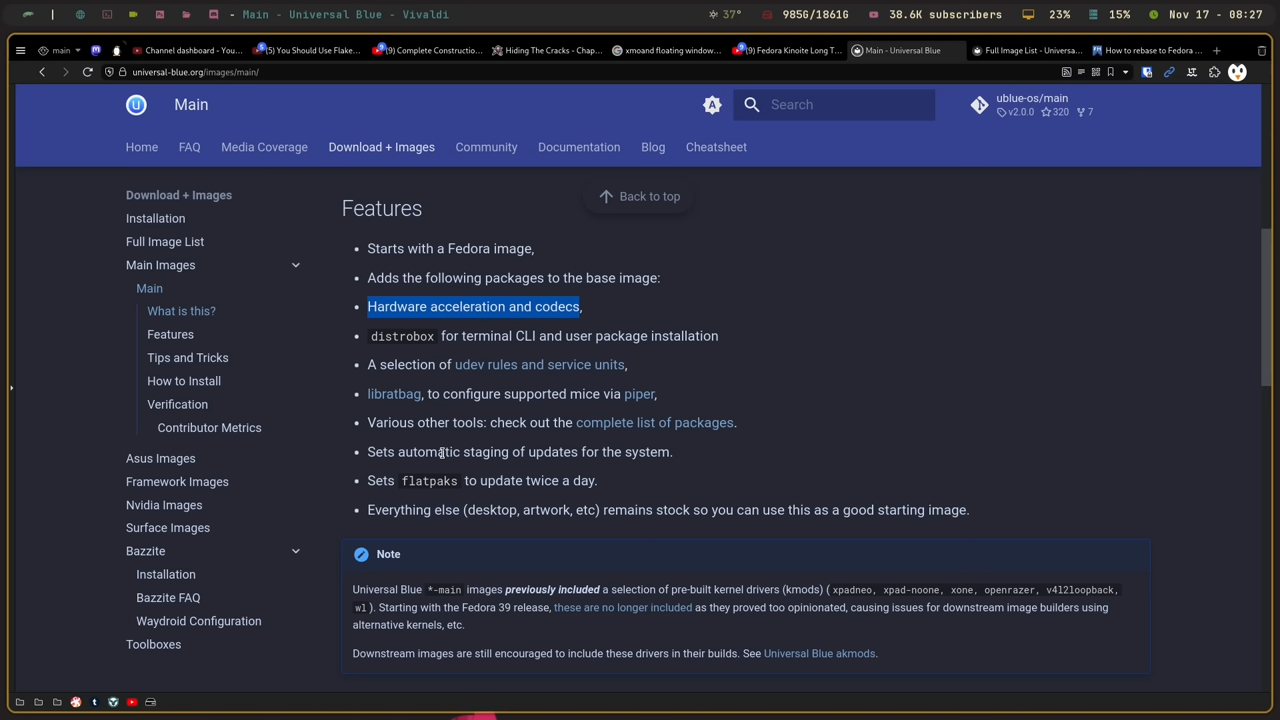 - Main - Universal Blue - Vivaldi
37°
985G/1861G
38.6K subscribers
23%
15%
Nov 17 - 08:27
main
Channel dashboard - You...
(5) You Should Use Flake...
(9) Complete Constructio...
Hiding The Cracks - Chap...
xmoand floating window...
(9) Fedora Kinoite Long T...
Main - Universal Blue
Full Image List - Universa...
How to rebase to Fedora ...
universal-blue.org/images/main/
Main
Search
ublue-os/main
v2.0.0 320 7
Home FAQ Media Coverage Download + Images Community Documentation Blog Cheatsheet
Download + Images
Installation
Full Image List
Main Images
Main
What is this?
Features
Tips and Tricks
How to Install
Verification
Contributor Metrics
Asus Images
Framework Images
Nvidia Images
Surface Images
Bazzite
Installation
Bazzite FAQ
Waydroid Configuration
Toolboxes
Back to top
Features
• Starts with a Fedora image,
• Adds the following packages to the base image:
• Hardware acceleration and codecs,
• distrobox for terminal CLI and user package installation
• A selection of udev rules and service units,
• libratbag, to configure supported mice via piper,
• Various other tools: check out the complete list of packages.
• Sets automatic staging of updates for the system.
• Sets flatpaks to update twice a day.
• Everything else (desktop, artwork, etc) remains stock so you can use this as a good starting image.
Note
Universal Blue *-main images previously included a selection of pre-built kernel drivers (kmods) ( xpadneo, xpad-noone, xone, openrazer, v4l2loopback,
wl ). Starting with the Fedora 39 release, these are no longer included as they proved too opinionated, causing issues for downstream image builders using
alternative kernels, etc.
Downstream images are still encouraged to include these drivers in their builds. See Universal Blue akmods.